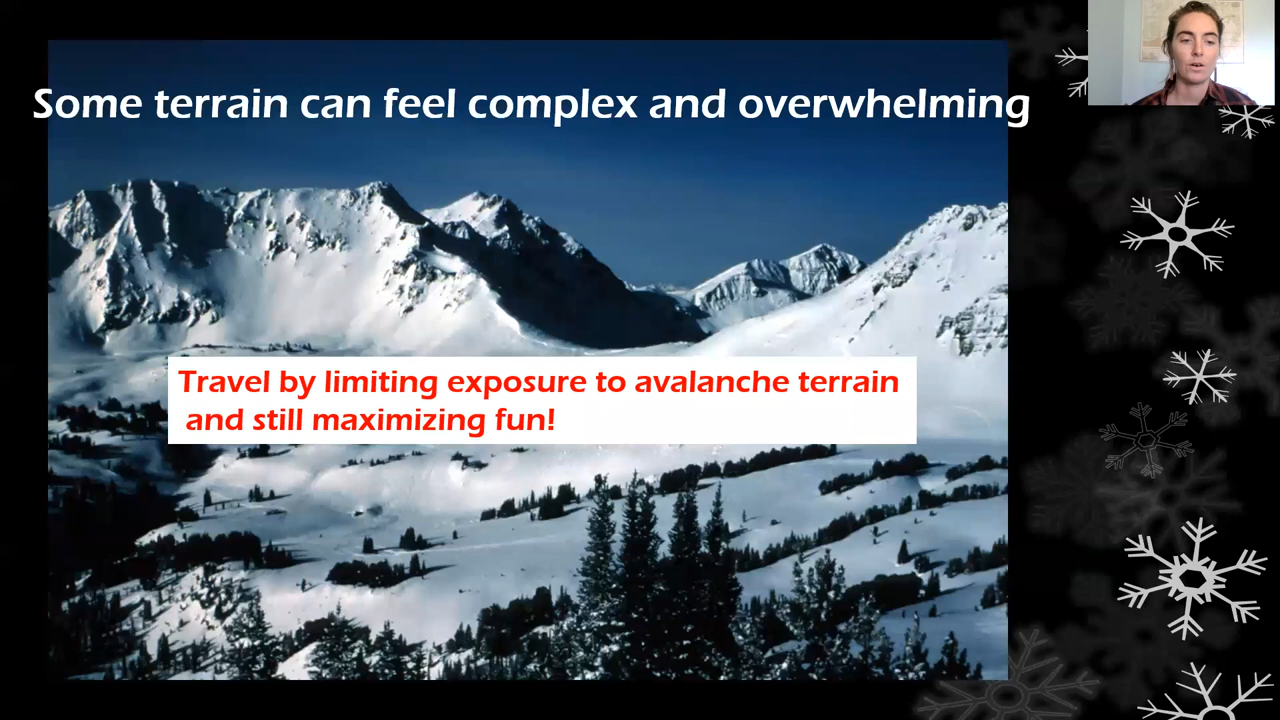 Some terrain can feel complex and overwhelming
Travel by limiting exposure to avalanche terrain
and still maximizing fun!